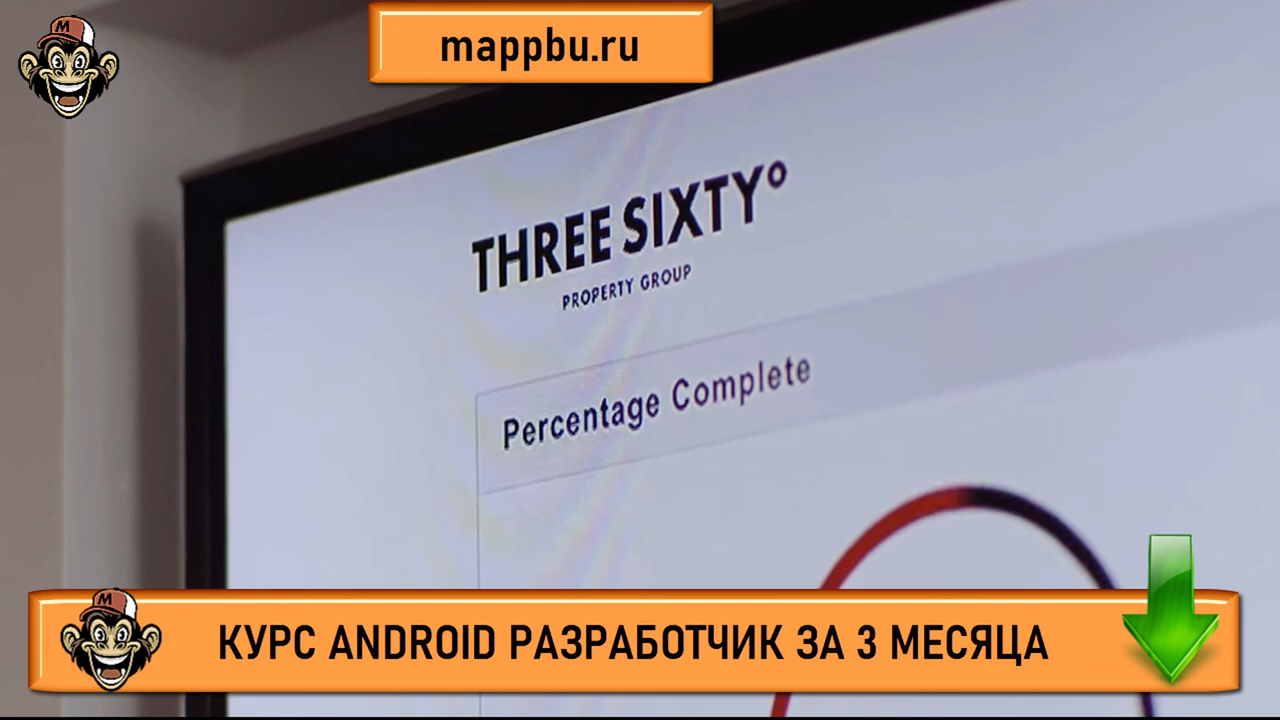 mappbu.ru
THREE SIXTY°
PROPERTY GROUP
Percentage Complete
КУРС ANDROID РАЗРАБОТЧИК ЗА 3 МЕСЯЦА
M
M